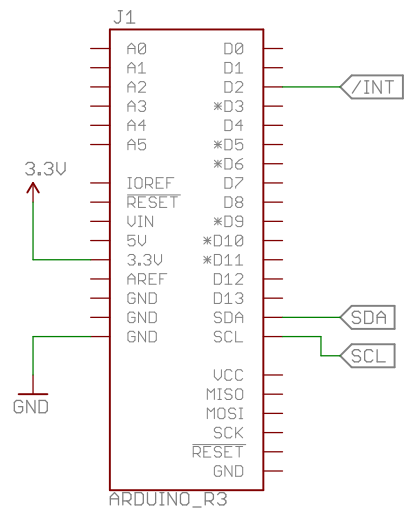 J1
A0 D0
A1 D1
A2 D2 /INT
A3 *D3
A4 D4
A5 *D5
*D6
3.3V
IOREF D7
RESET D8
VIN *D9
5V *D10
3.3V *D11
AREF D12
GND D13
GND SDA SDA
GND SCL
SCL
VCC
MISO
GND MOSI
SCK
RESET
GND
ARDUINO_R3